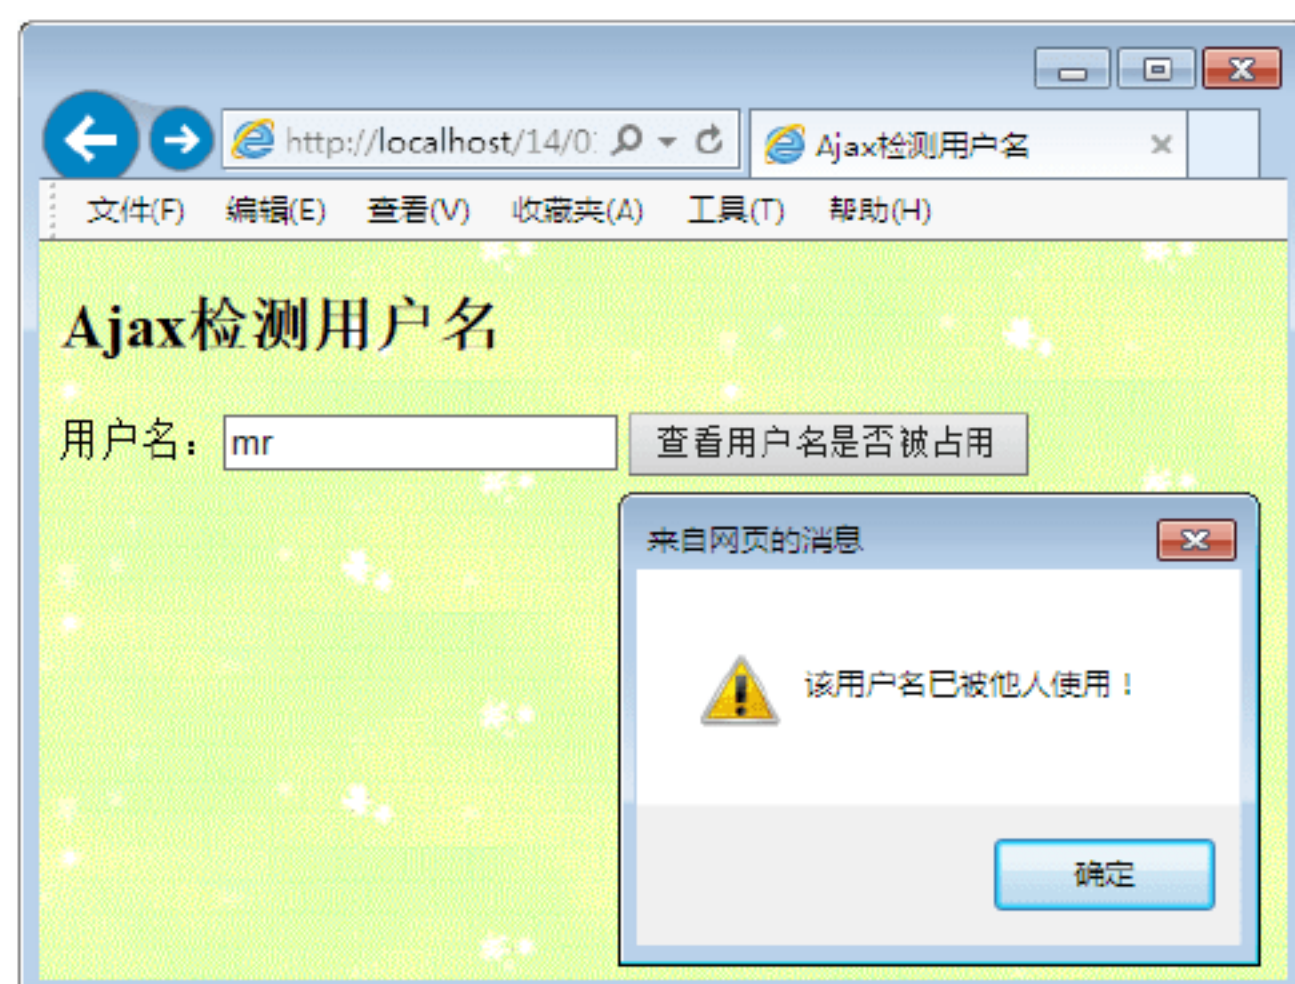 http://localhost/14/0
Ajax检测用户名
文件(F) 编辑(E) 查看(V) 收藏夹(A) 工具(T) 帮助(H)
Ajax检测用户名
用户名： mr 查看用户名是否被占用
来自网页的消息
该用户名已被他人使用！
确定